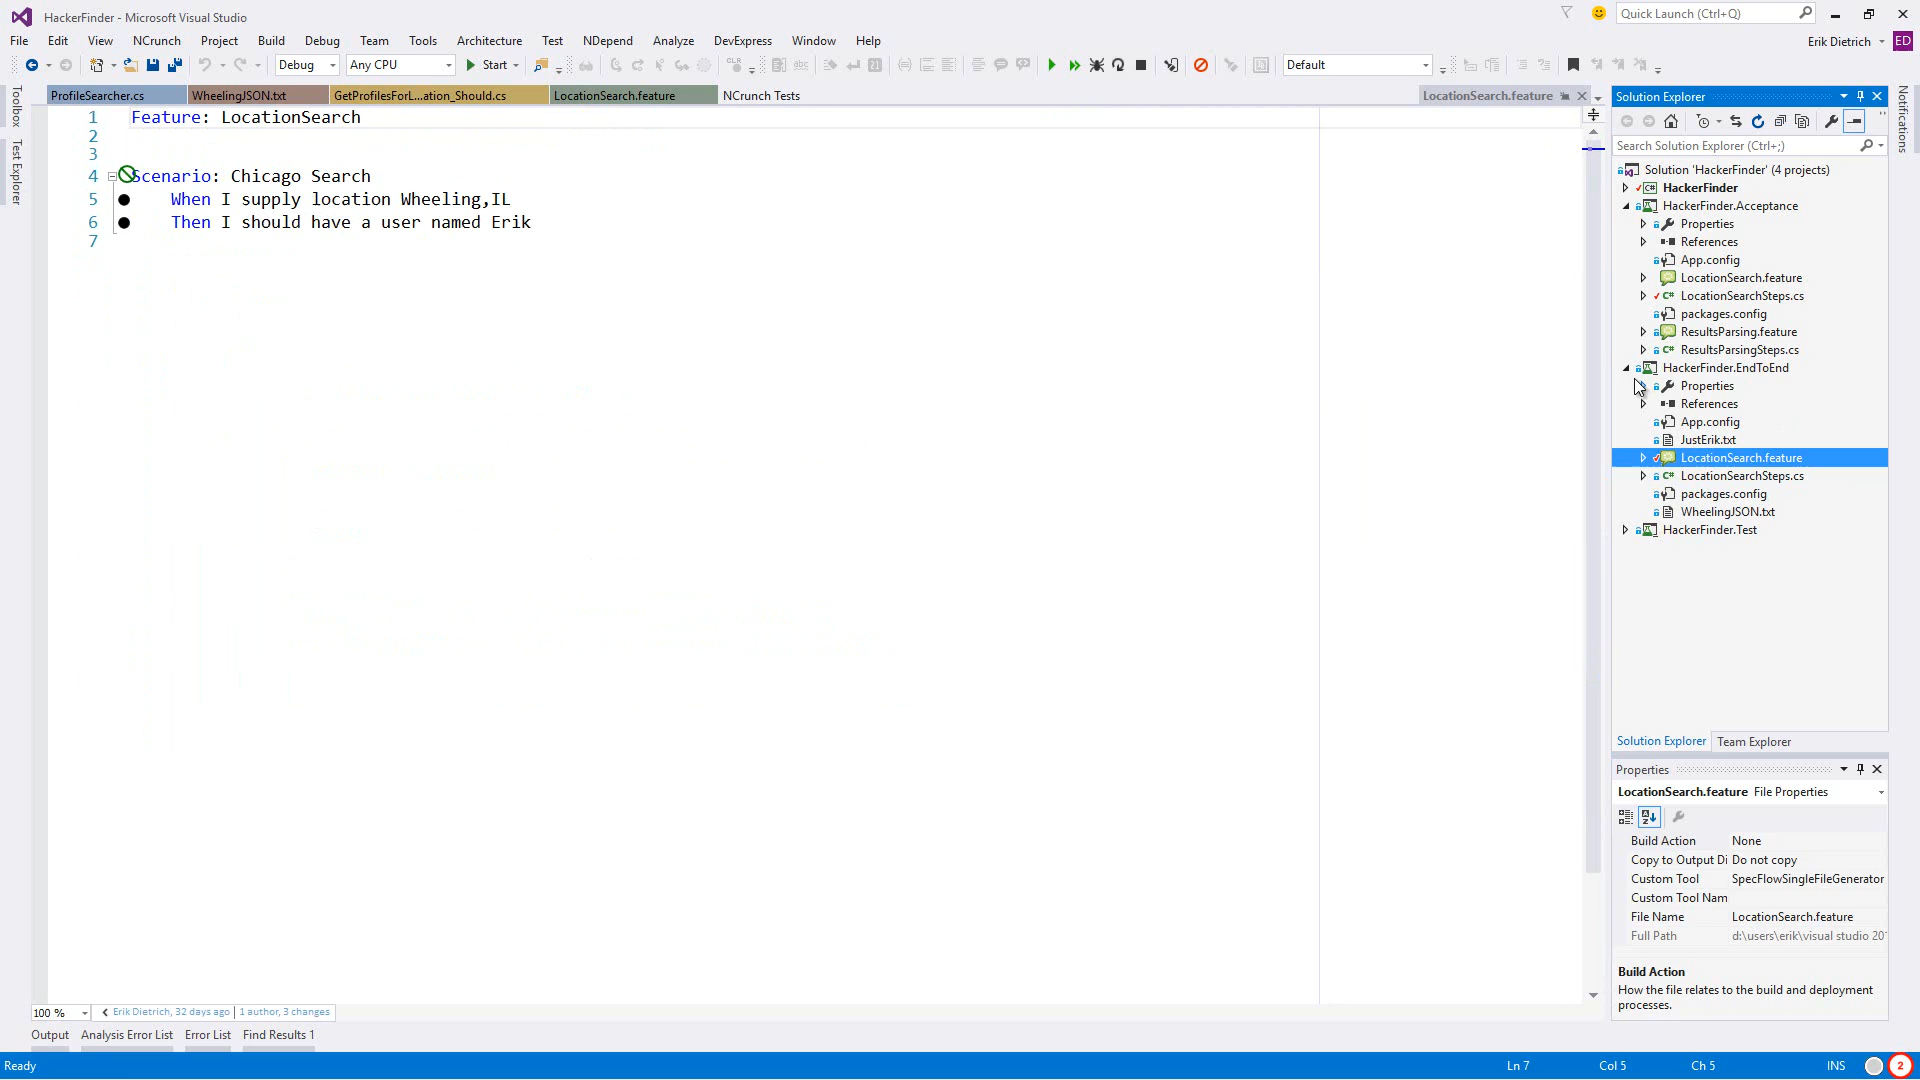 HackerFinder - Microsoft Visual Studio
Quick Launch (Ctrl+Q)
File Edit View NCrunch Project Build Debug Team Tools Architecture Test NDepend Analyze DevExpress Window Help
Erik Dietrich ED
Debug Any CPU Start Default
Toolbox
Test Explorer
ProfileSearcher.cs WheelingJSON.txt GetProfilesForL...ation_Should.cs LocationSearch.feature NCrunch Tests LocationSearch.feature
1 Feature: LocationSearch
2
3
4 Scenario: Chicago Search
5 When I supply location Wheeling,IL
6 Then I should have a user named Erik
7
Solution Explorer
Notifications
Search Solution Explorer (Ctrl+;)
Solution 'HackerFinder' (4 projects)
HackerFinder
HackerFinder.Acceptance
Properties
References
App.config
LocationSearch.feature
LocationSearchSteps.cs
packages.config
ResultsParsing.feature
ResultsParsingSteps.cs
HackerFinder.EndToEnd
Properties
References
App.config
JustErik.txt
LocationSearch.feature
LocationSearchSteps.cs
packages.config
WheelingJSON.txt
HackerFinder.Test
Solution Explorer Team Explorer
Properties
LocationSearch.feature File Properties
Build Action None
Copy to Output Di Do not copy
Custom Tool SpecFlowSingleFileGenerator
Custom Tool Nam
File Name LocationSearch.feature
Full Path d:\users\erik\visual studio 20
Build Action
How the file relates to the build and deployment
processes.
100 % Erik Dietrich, 32 days ago | 1 author, 3 changes
Output Analysis Error List Error List Find Results 1
Ready Ln 7 Col 5 Ch 5 INS 2